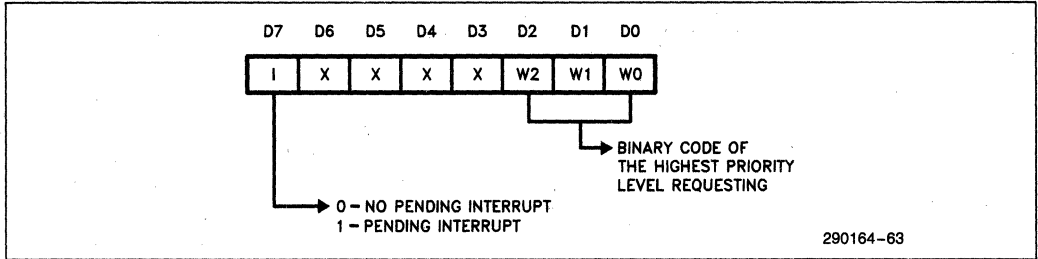 D7 D6 D5 D4 D3 D2 D1 D0
I X X X X W2 W1 W0
BINARY CODE OF
THE HIGHEST PRIORITY
LEVEL REQUESTING
0 – NO PENDING INTERRUPT
1 – PENDING INTERRUPT
290164–63